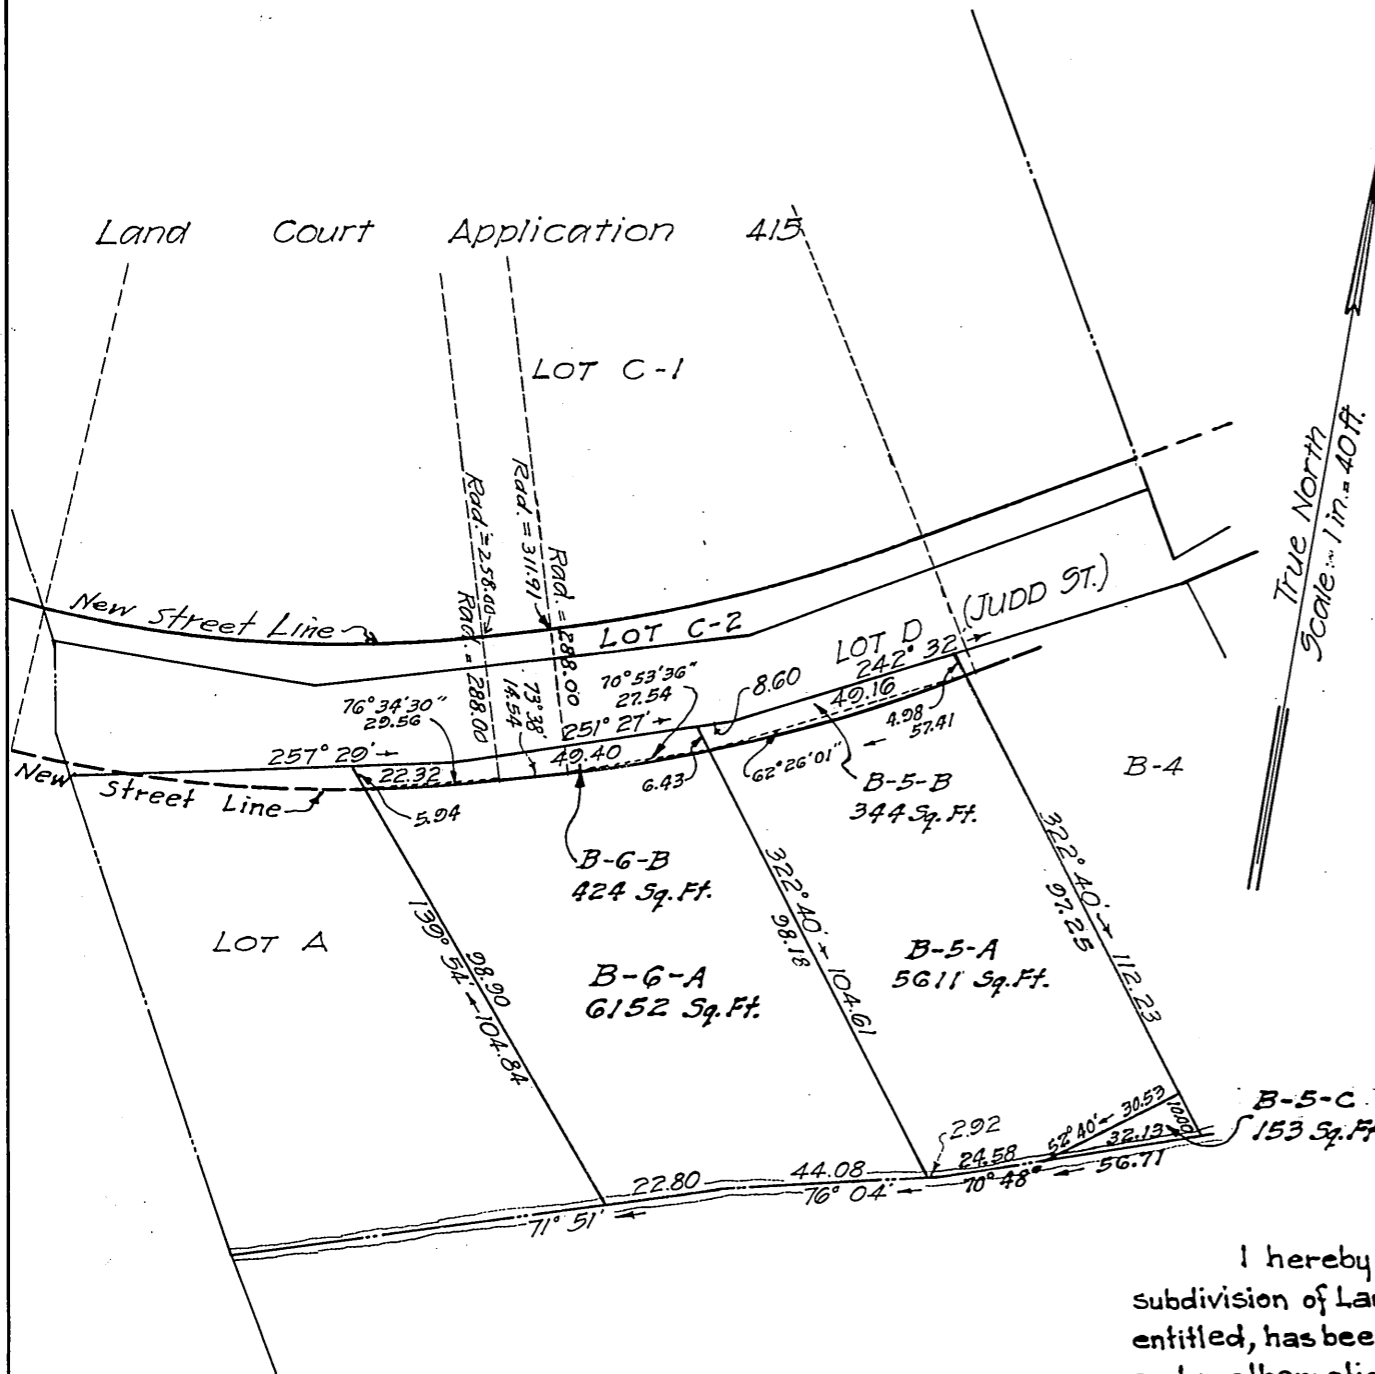 Land Court Application 415
LOT C-1
Rad. = 311.91
Rad. = 258.00
Rad. = 288.00
Rad. = 288.00
True North
Scale:- 1 in. = 40 ft.
New Street Line
LOT C-2
LOT D
(JUDD ST.)
242° 32'
49.16
8.60
70° 53' 36"
27.54
76° 34' 30"
29.56
73° 38'
14.54
251° 27'
49.40
257° 29'
22.32
New Street Line
5.94
6.43
62° 26' 01"
4.98
57.41
B-5-B
344 Sq. Ft.
B-4
B-6-B
424 Sq. Ft.
LOT A
139° 54' 104.84
98.90
B-6-A
6152 Sq. Ft.
322° 40' 104.61
98.18
B-5-A
5611 Sq. Ft.
322° 40' 112.23
97.25
B-5-C
153 Sq. Ft
10.00
52° 40' 30.53
32.13
2.92
24.58
70° 48' 56.71
44.08
76° 04'
22.80
71° 51'
I hereby
subdivision of La
entitled, has bee